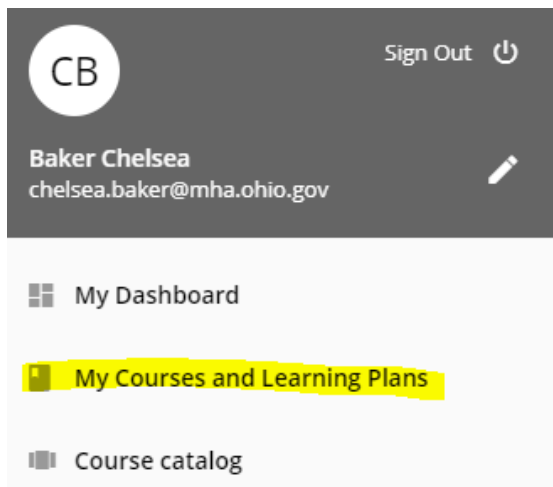 CB
Sign Out
Baker Chelsea
chelsea.baker@mha.ohio.gov
My Dashboard
My Courses and Learning Plans
Course catalog